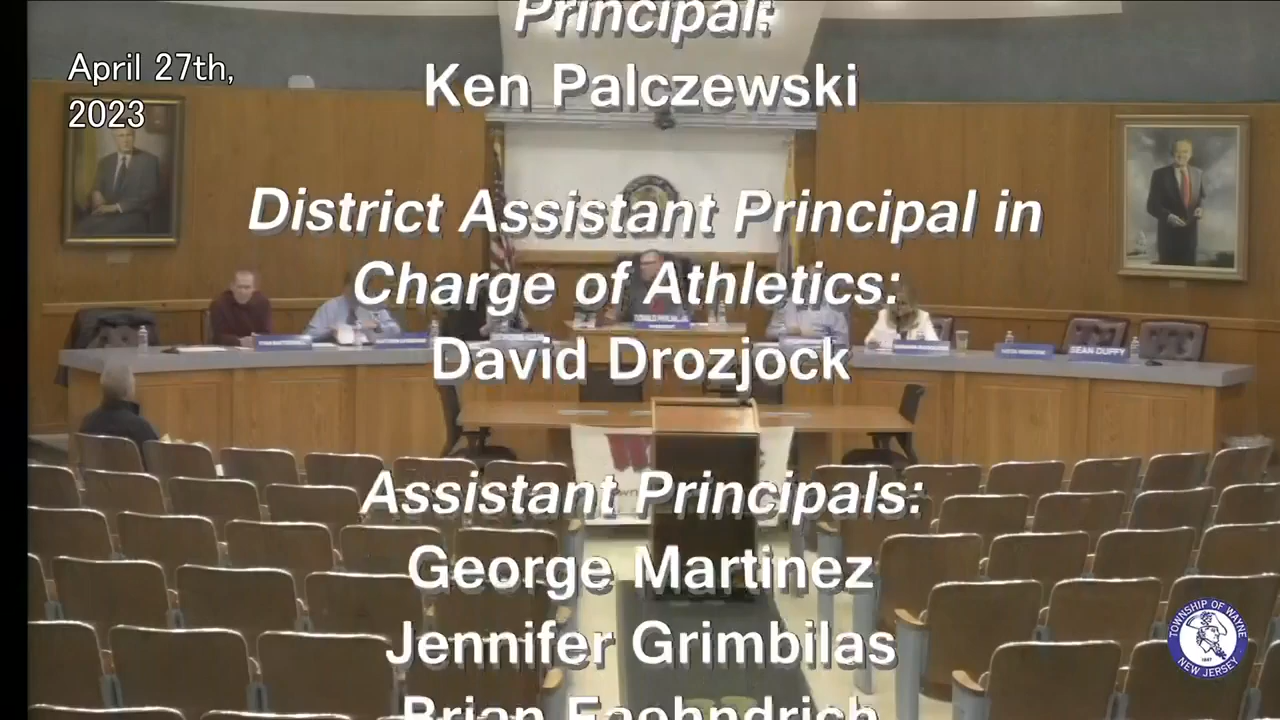 Principal:
Ken Palczewski
April 27th,
2023
District Assistant Principal in
Charge of Athletics:
David Drozjock
SEAN DUFFY
Assistant Principals:
George Martinez
Jennifer Grimbilas
Brian
TOWNSHIP OF WAYNE
NEW JERSEY